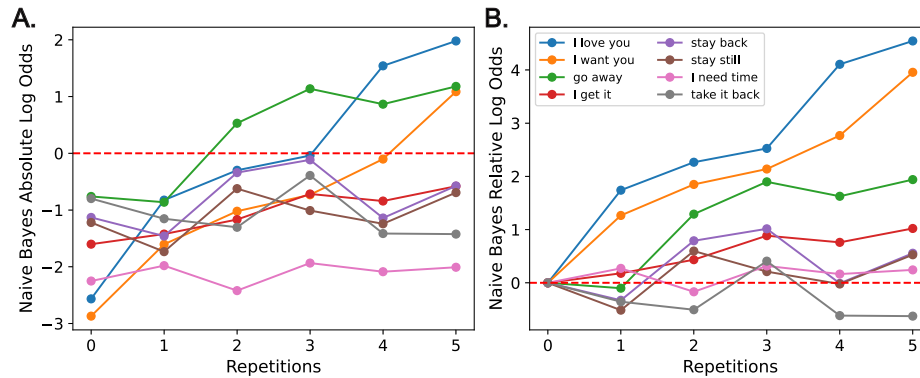 A.
B.
Naive Bayes Absolute Log Odds
2
1
0
−1
−2
−3
0 1 2 3 4 5
Repetitions
Naive Bayes Relative Log Odds
4
3
2
1
0
I love you
I want you
go away
I get it
stay back
stay still
I need time
take it back
0 1 2 3 4 5
Repetitions